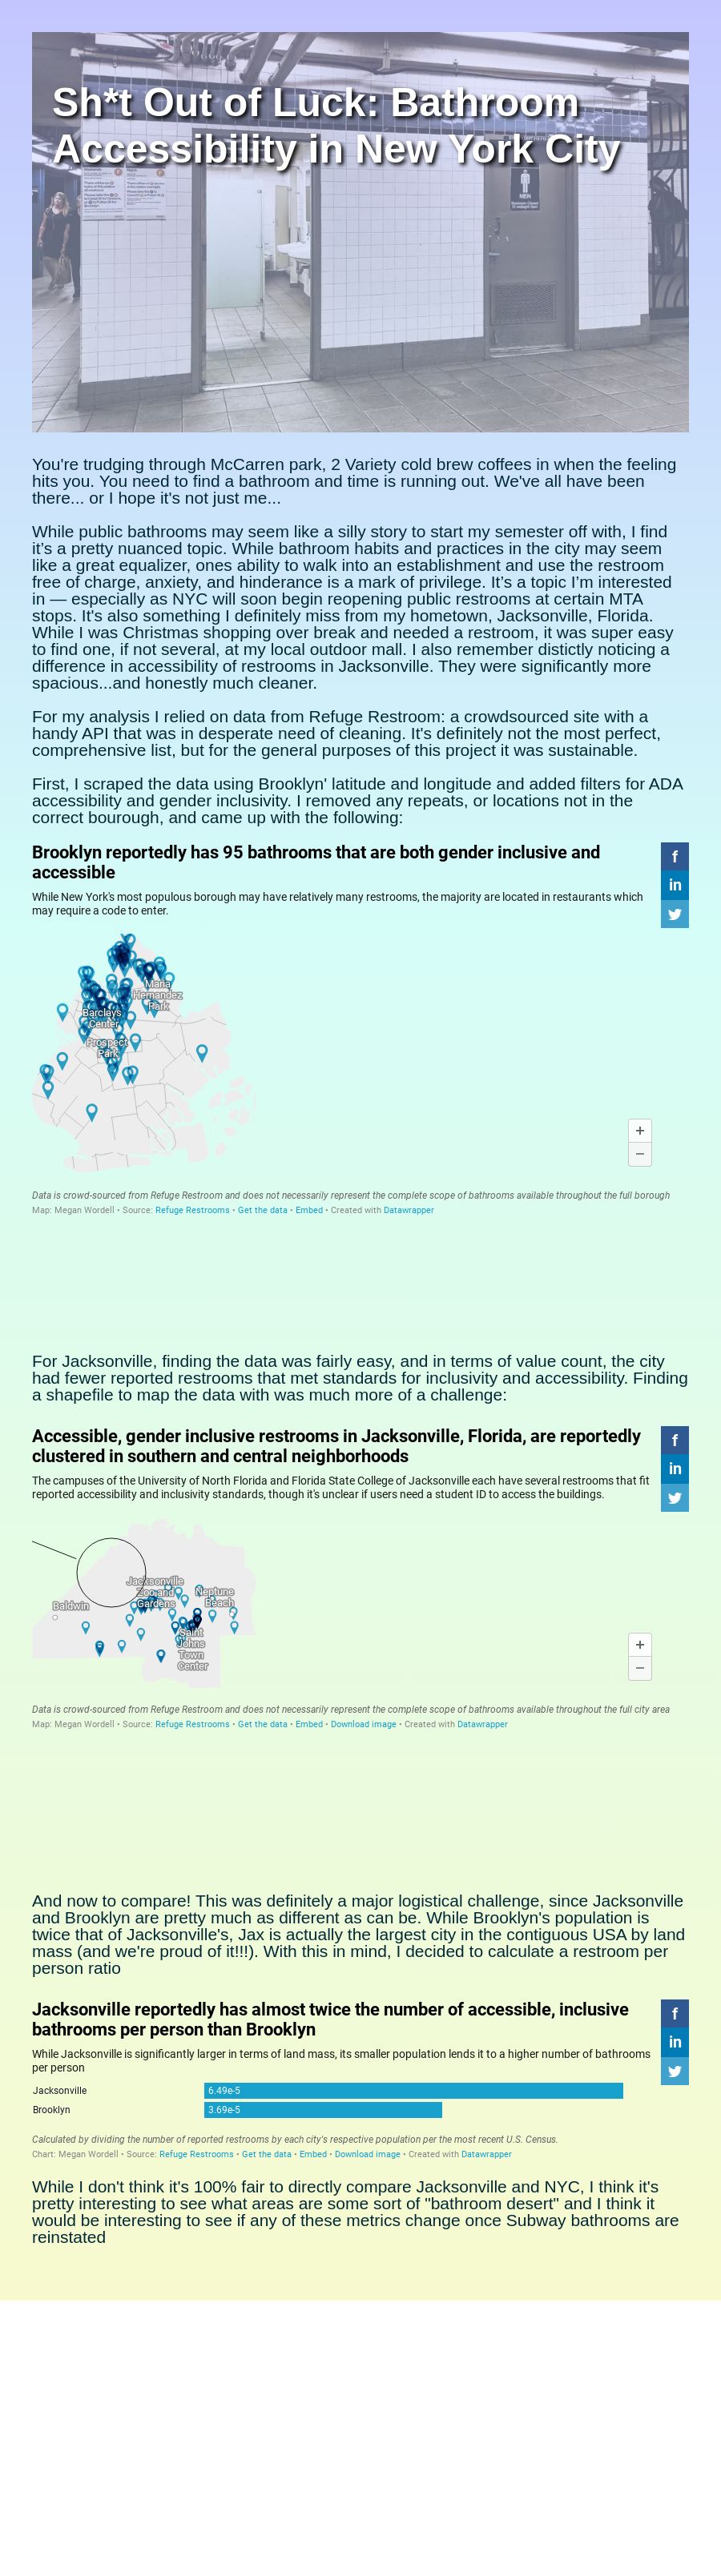 Sh*t Out of Luck: Bathroom
Accessibility in New York City
MEN
You're trudging through McCarren park, 2 Variety cold brew coffees in when the feeling
hits you. You need to find a bathroom and time is running out. We've all have been
there... or I hope it's not just me...
While public bathrooms may seem like a silly story to start my semester off with, I find
it's a pretty nuanced topic. While bathroom habits and practices in the city may seem
like a great equalizer, ones ability to walk into an establishment and use the restroom
free of charge, anxiety, and hinderance is a mark of privilege. It's a topic I'm interested
in — especially as NYC will soon begin reopening public restrooms at certain MTA
stops. It's also something I definitely miss from my hometown, Jacksonville, Florida.
While I was Christmas shopping over break and needed a restroom, it was super easy
to find one, if not several, at my local outdoor mall. I also remember distictly noticing a
difference in accessibility of restrooms in Jacksonville. They were significantly more
spacious...and honestly much cleaner.
For my analysis I relied on data from Refuge Restroom: a crowdsourced site with a
handy API that was in desperate need of cleaning. It's definitely not the most perfect,
comprehensive list, but for the general purposes of this project it was sustainable.
First, I scraped the data using Brooklyn' latitude and longitude and added filters for ADA
accessibility and gender inclusivity. I removed any repeats, or locations not in the
correct bourough, and came up with the following:
Brooklyn reportedly has 95 bathrooms that are both gender inclusive and
accessible
While New York's most populous borough may have relatively many restrooms, the majority are located in restaurants which
may require a code to enter.
f
in
Maria
Hernandez
Park
Barclays
Center
Prospect
Park
+
−
Data is crowd-sourced from Refuge Restroom and does not necessarily represent the complete scope of bathrooms available throughout the full borough
Map: Megan Wordell • Source: Refuge Restrooms • Get the data • Embed • Created with Datawrapper
For Jacksonville, finding the data was fairly easy, and in terms of value count, the city
had fewer reported restrooms that met standards for inclusivity and accessibility. Finding
a shapefile to map the data with was much more of a challenge:
Accessible, gender inclusive restrooms in Jacksonville, Florida, are reportedly
clustered in southern and central neighborhoods
The campuses of the University of North Florida and Florida State College of Jacksonville each have several restrooms that fit
reported accessibility and inclusivity standards, though it's unclear if users need a student ID to access the buildings.
f
in
Jacksonville
Zoo and
Gardens
Neptune
Beach
Baldwin
Saint
Johns
Town
Center
+
−
Data is crowd-sourced from Refuge Restroom and does not necessarily represent the complete scope of bathrooms available throughout the full city area
Map: Megan Wordell • Source: Refuge Restrooms • Get the data • Embed • Download image • Created with Datawrapper
And now to compare! This was definitely a major logistical challenge, since Jacksonville
and Brooklyn are pretty much as different as can be. While Brooklyn's population is
twice that of Jacksonville's, Jax is actually the largest city in the contiguous USA by land
mass (and we're proud of it!!!). With this in mind, I decided to calculate a restroom per
person ratio
Jacksonville reportedly has almost twice the number of accessible, inclusive
bathrooms per person than Brooklyn
While Jacksonville is significantly larger in terms of land mass, its smaller population lends it to a higher number of bathrooms
per person
f
in
Jacksonville 6.49e-5
Brooklyn 3.69e-5
Calculated by dividing the number of reported restrooms by each city's respective population per the most recent U.S. Census.
Chart: Megan Wordell • Source: Refuge Restrooms • Get the data • Embed • Download image • Created with Datawrapper
While I don't think it's 100% fair to directly compare Jacksonville and NYC, I think it's
pretty interesting to see what areas are some sort of "bathroom desert" and I think it
would be interesting to see if any of these metrics change once Subway bathrooms are
reinstated